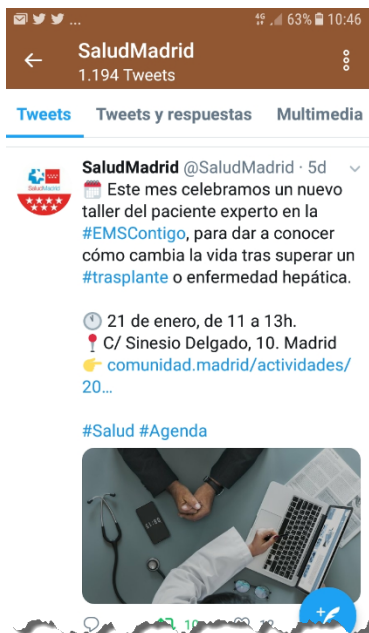 ... 4G 63% 10:46
SaludMadrid
1.194 Tweets
Tweets Tweets y respuestas Multimedia
SaludMadrid @SaludMadrid · 5d
Este mes celebramos un nuevo
taller del paciente experto en la
#EMSContigo, para dar a conocer
cómo cambia la vida tras superar un
#trasplante o enfermedad hepática.
21 de enero, de 11 a 13h.
C/ Sinesio Delgado, 10. Madrid
comunidad.madrid/actividades/
20...
#Salud #Agenda
SaludMadrid